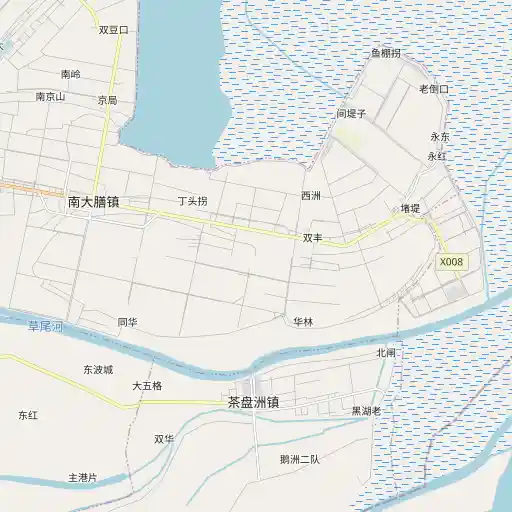 双豆口
鱼棚拐
南岭
老倒口
南京山
京局
间堤子
永东
永红
南大膳镇
丁头拐
西洲
堵堤
双丰
X008
同华
华林
草尾河
北闸
东波城
大五格
茶盘洲镇
东红
黑湖老
双华
鹅洲二队
主港片